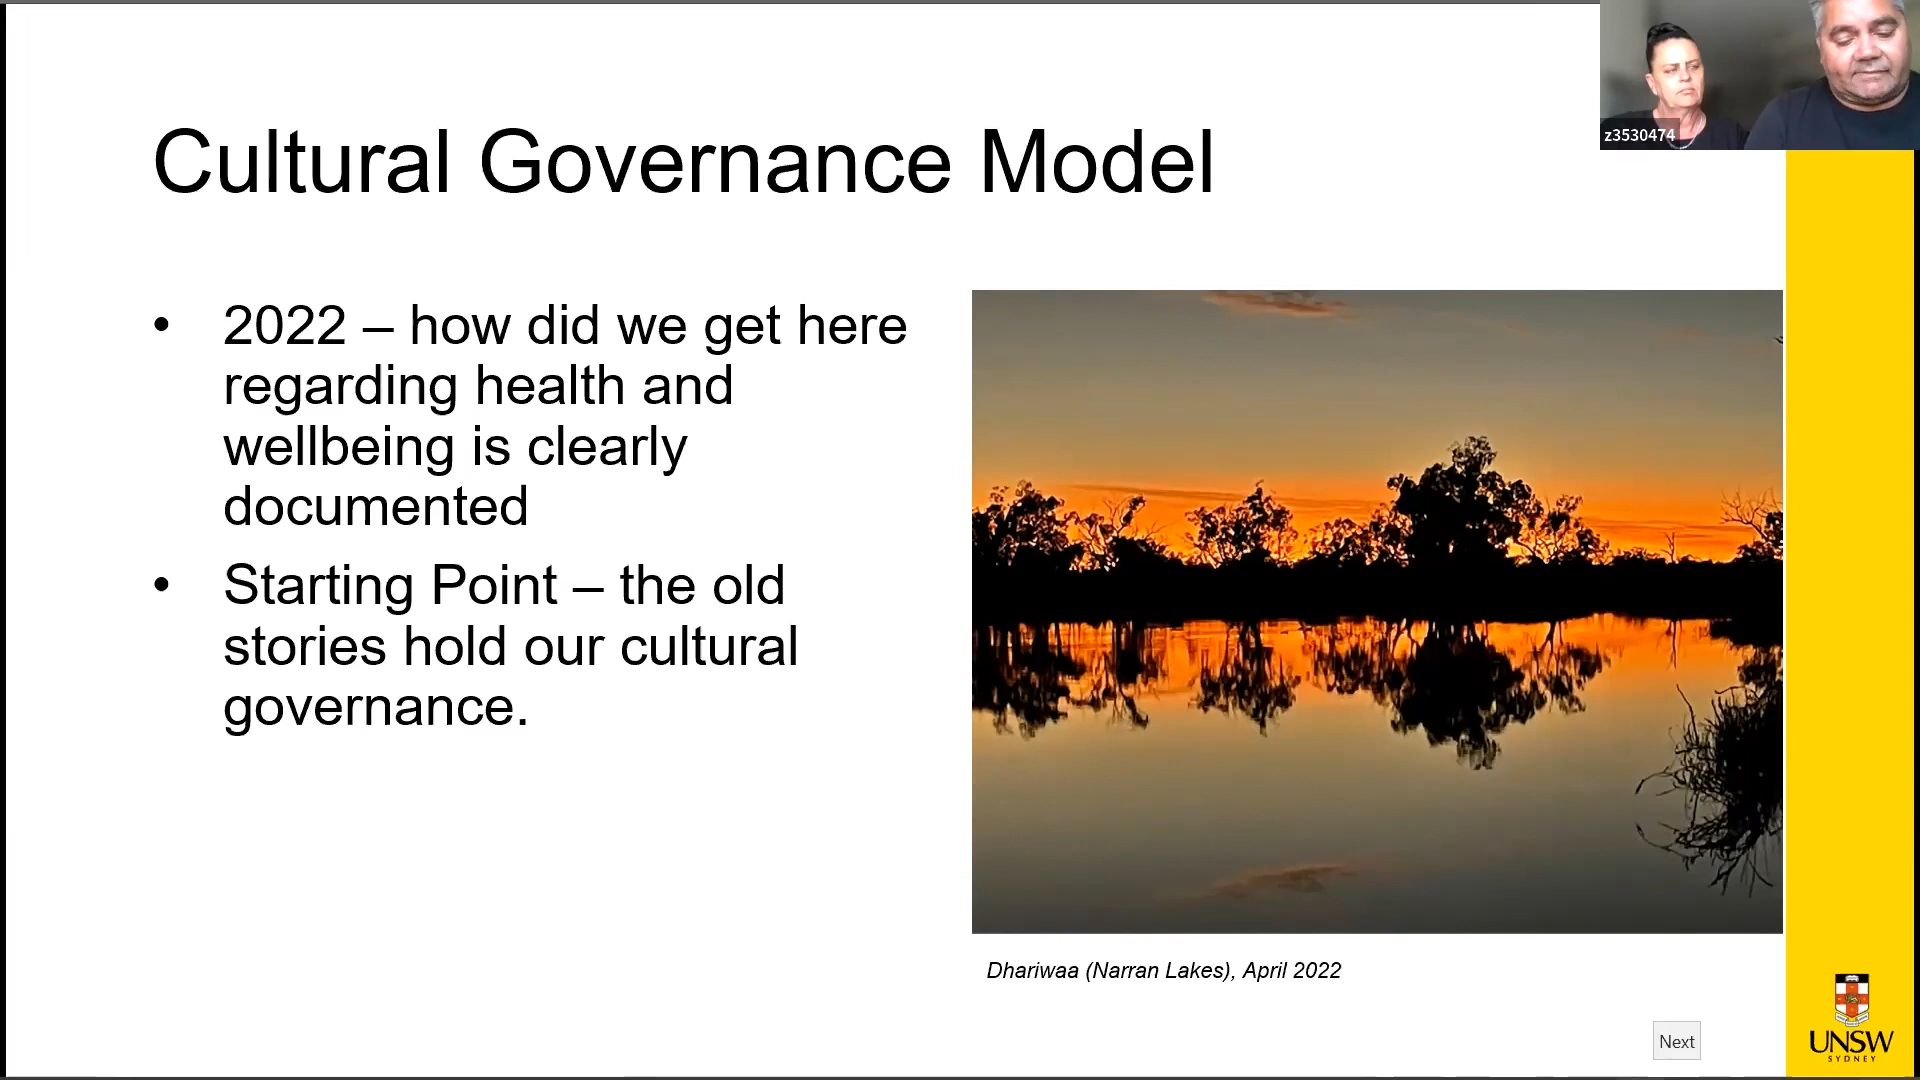 z3530474
Cultural Governance Model
• 2022 – how did we get here
regarding health and
wellbeing is clearly
documented
• Starting Point – the old
stories hold our cultural
governance.
Dhariwaa (Narran Lakes), April 2022
Next
UNSW
SYDNEY